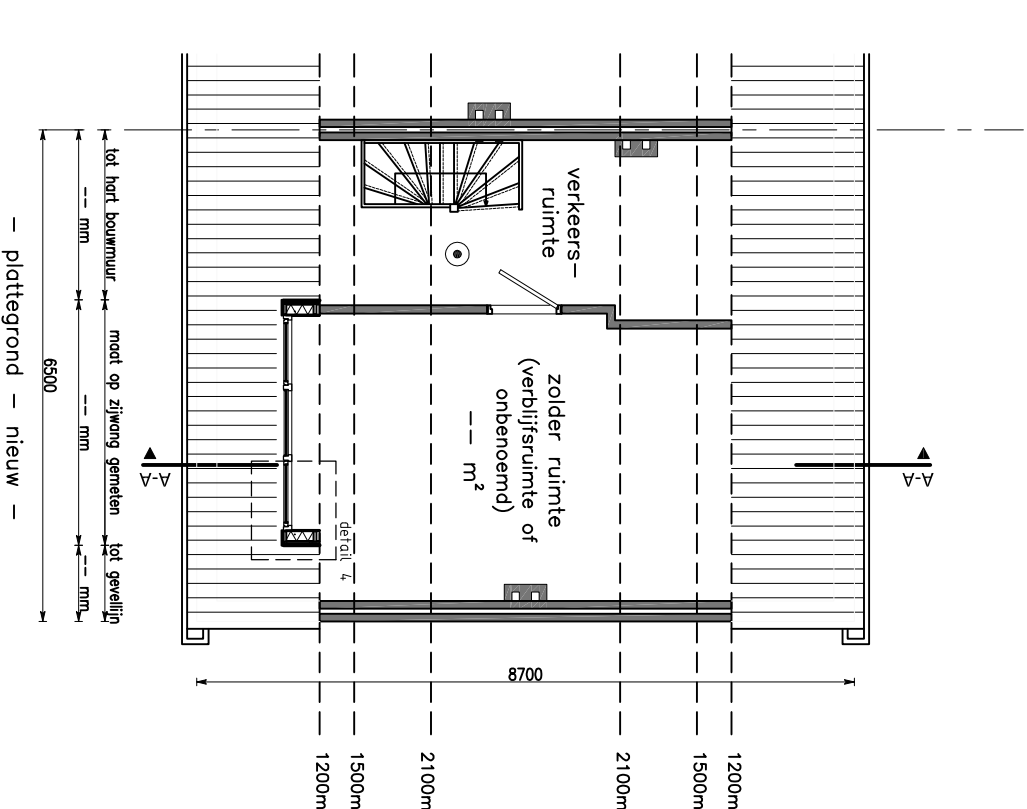 verkeers-
ruimte
zolder ruimte
(verblijfsruimte of
onbenoemd)
-- m²
detail 4
A-A
A-A
tot hart bouwmuur
maat op zijwang gemeten
tot gevellijn
-- mm
-- mm
-- mm
6500
- plattegrond - nieuw -
8700
1200m
1500m
2100m
2100m
1500m
1200m